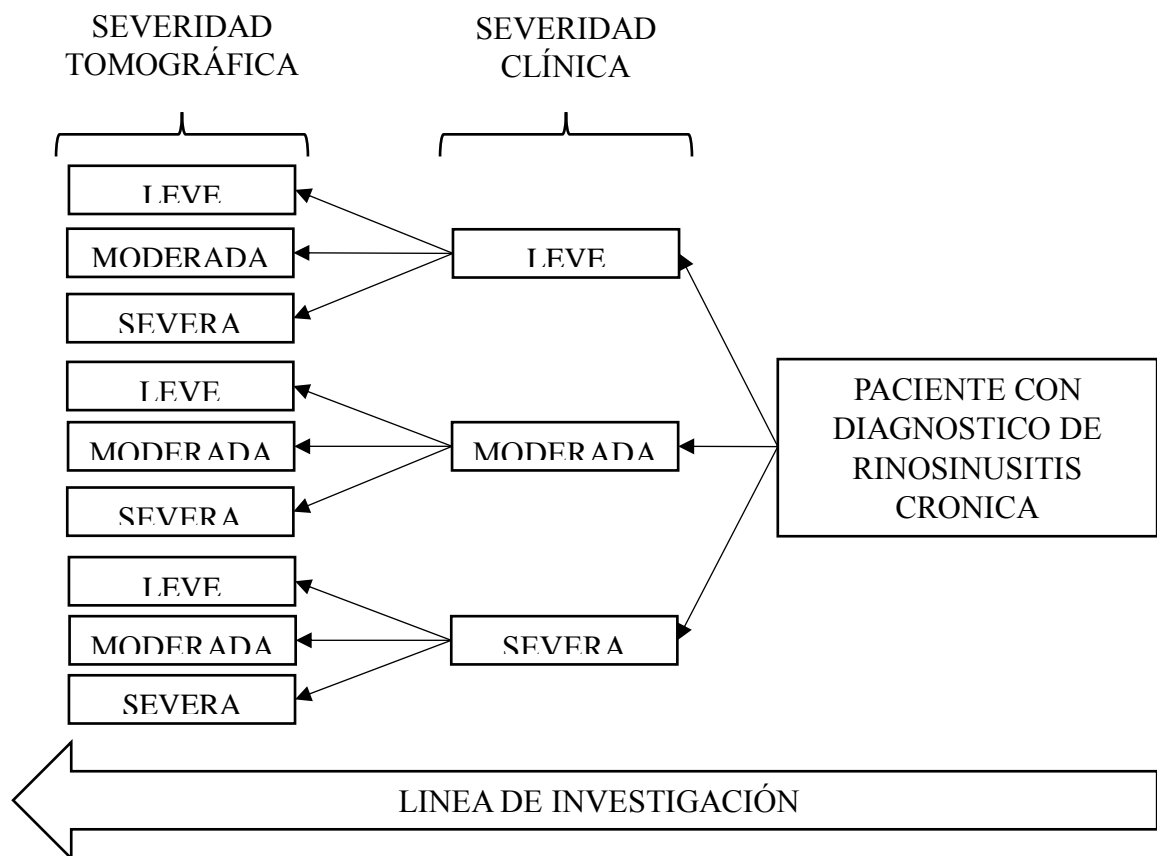 SEVERIDAD
TOMOGRÁFICA
SEVERIDAD
CLÍNICA
LEVE
MODERADA
SEVERA
LEVE
MODERADA
SEVERA
LEVE
MODERADA
SEVERA
LEVE
MODERADA
SEVERA
PACIENTE CON
DIAGNOSTICO DE
RINOSINUSITIS
CRONICA
LINEA DE INVESTIGACIÓN